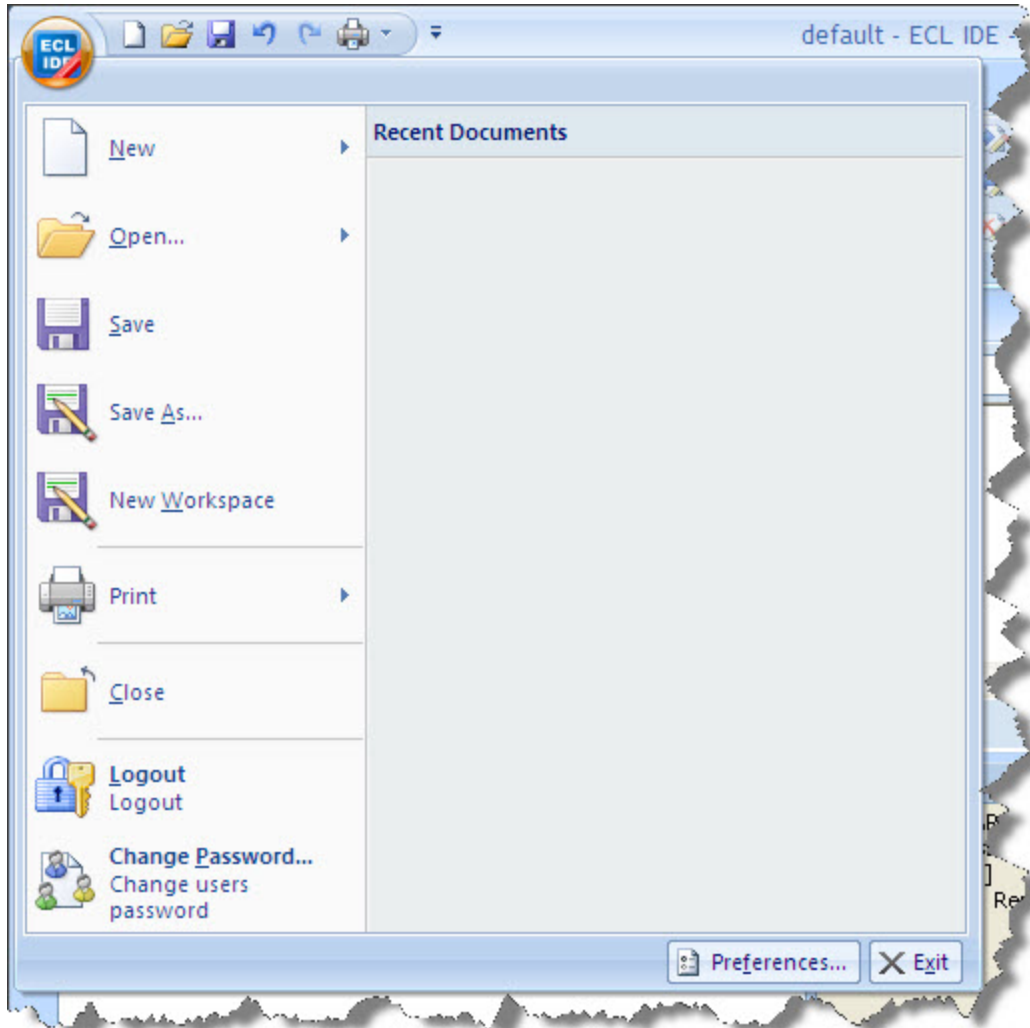 ECL
IDE
default - ECL IDE -
New
Open...
Save
Save As...
New Workspace
Print
Close
Logout
Logout
Change Password...
Change users
password
Recent Documents
Preferences...
Exit